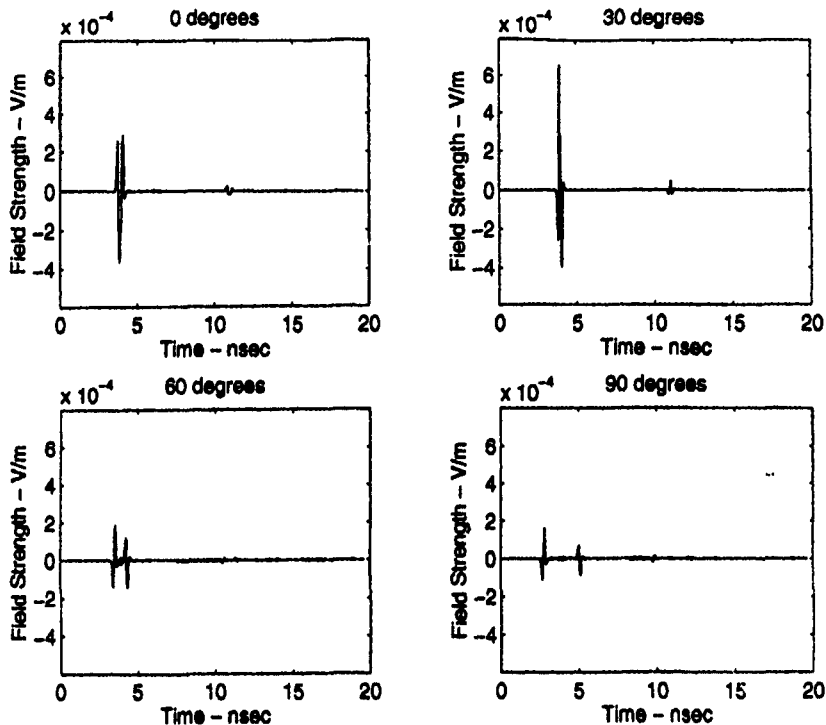 0 degrees
x 10⁻⁴
6
4
2
0
−2
−4
Field Strength − V/m
0 5 10 15 20
Time − nsec
30 degrees
x 10⁻⁴
6
4
2
0
−2
−4
Field Strength − V/m
0 5 10 15 20
Time − nsec
60 degrees
x 10⁻⁴
6
4
2
0
−2
−4
Field Strength − V/m
0 5 10 15 20
Time − nsec
90 degrees
x 10⁻⁴
6
4
2
0
−2
−4
Field Strength − V/m
0 5 10 15 20
Time − nsec